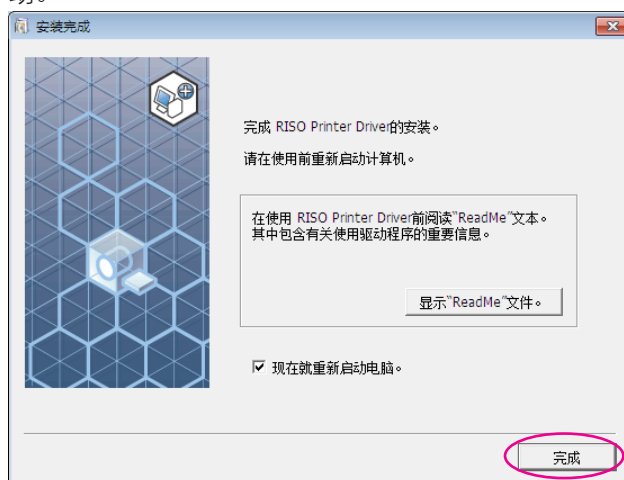 动。
安装完成
完成 RISO Printer Driver的安装。
请在使用前重新启动计算机。
在使用 RISO Printer Driver前阅读"ReadMe"文本。
其中包含有关使用驱动程序的重要信息。
显示"ReadMe"文件。
现在就重新启动电脑。
完成